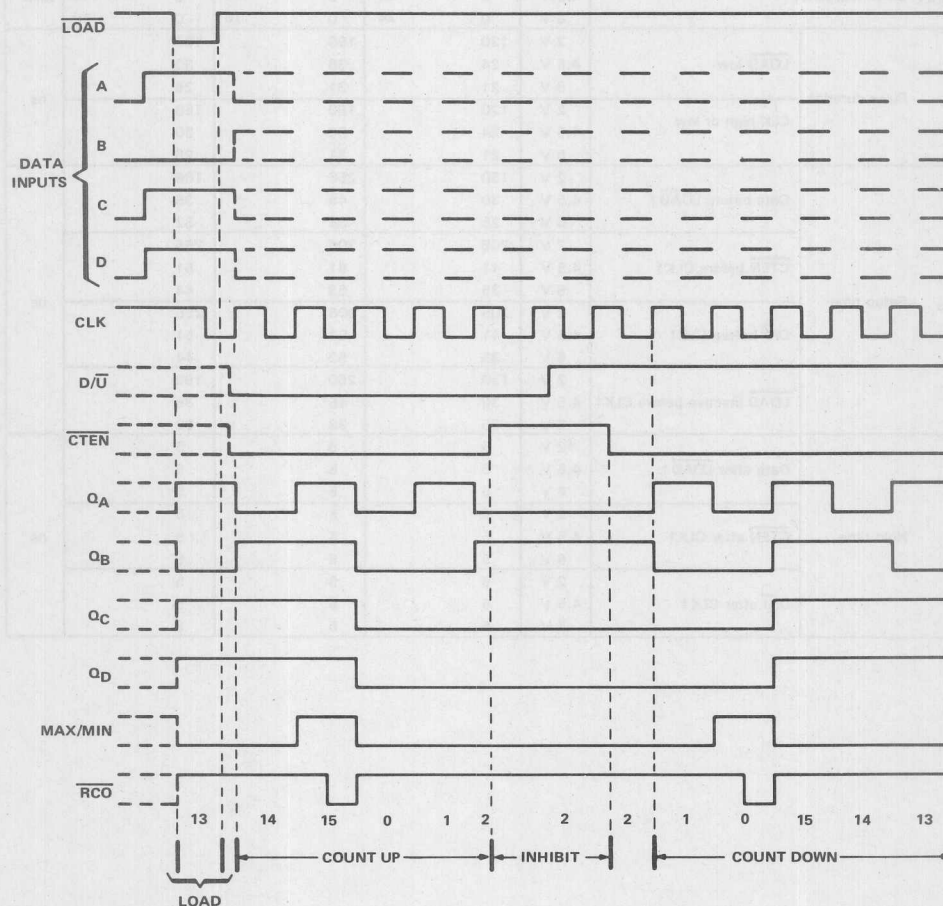 LOAD
A
B
DATA
INPUTS
C
D
CLK
D/U
CTEN
QA
QB
QC
QD
MAX/MIN
RCO
13 14 15 0 1 2 2 2 1 0 15 14 13
COUNT UP INHIBIT COUNT DOWN
LOAD